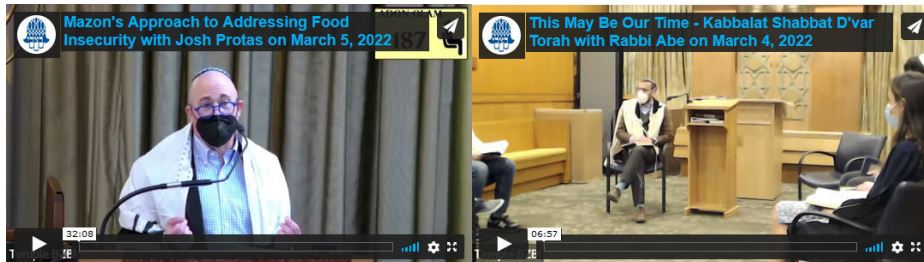 Mazon's Approach to Addressing Food
Insecurity with Josh Protas on March 5, 2022
ADON OLAM
187
32:08
This May Be Our Time - Kabbalat Shabbat D'var
Torah with Rabbi Abe on March 4, 2022
06:57